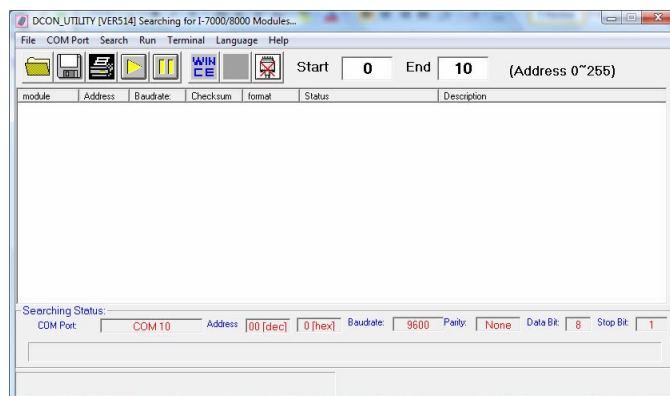 DCON_UTILITY [VER514] Searching for I-7000/8000 Modules...
File COM Port Search Run Terminal Language Help
WIN CE Start 0 End 10 (Address 0~255)
module Address Baudrate: Checksum format Status Description
Searching Status:
COM Port: COM 10 Address 00 [dec] 0 [hex] Baudrate: 9600 Parity: None Data Bit: 8 Stop Bit: 1